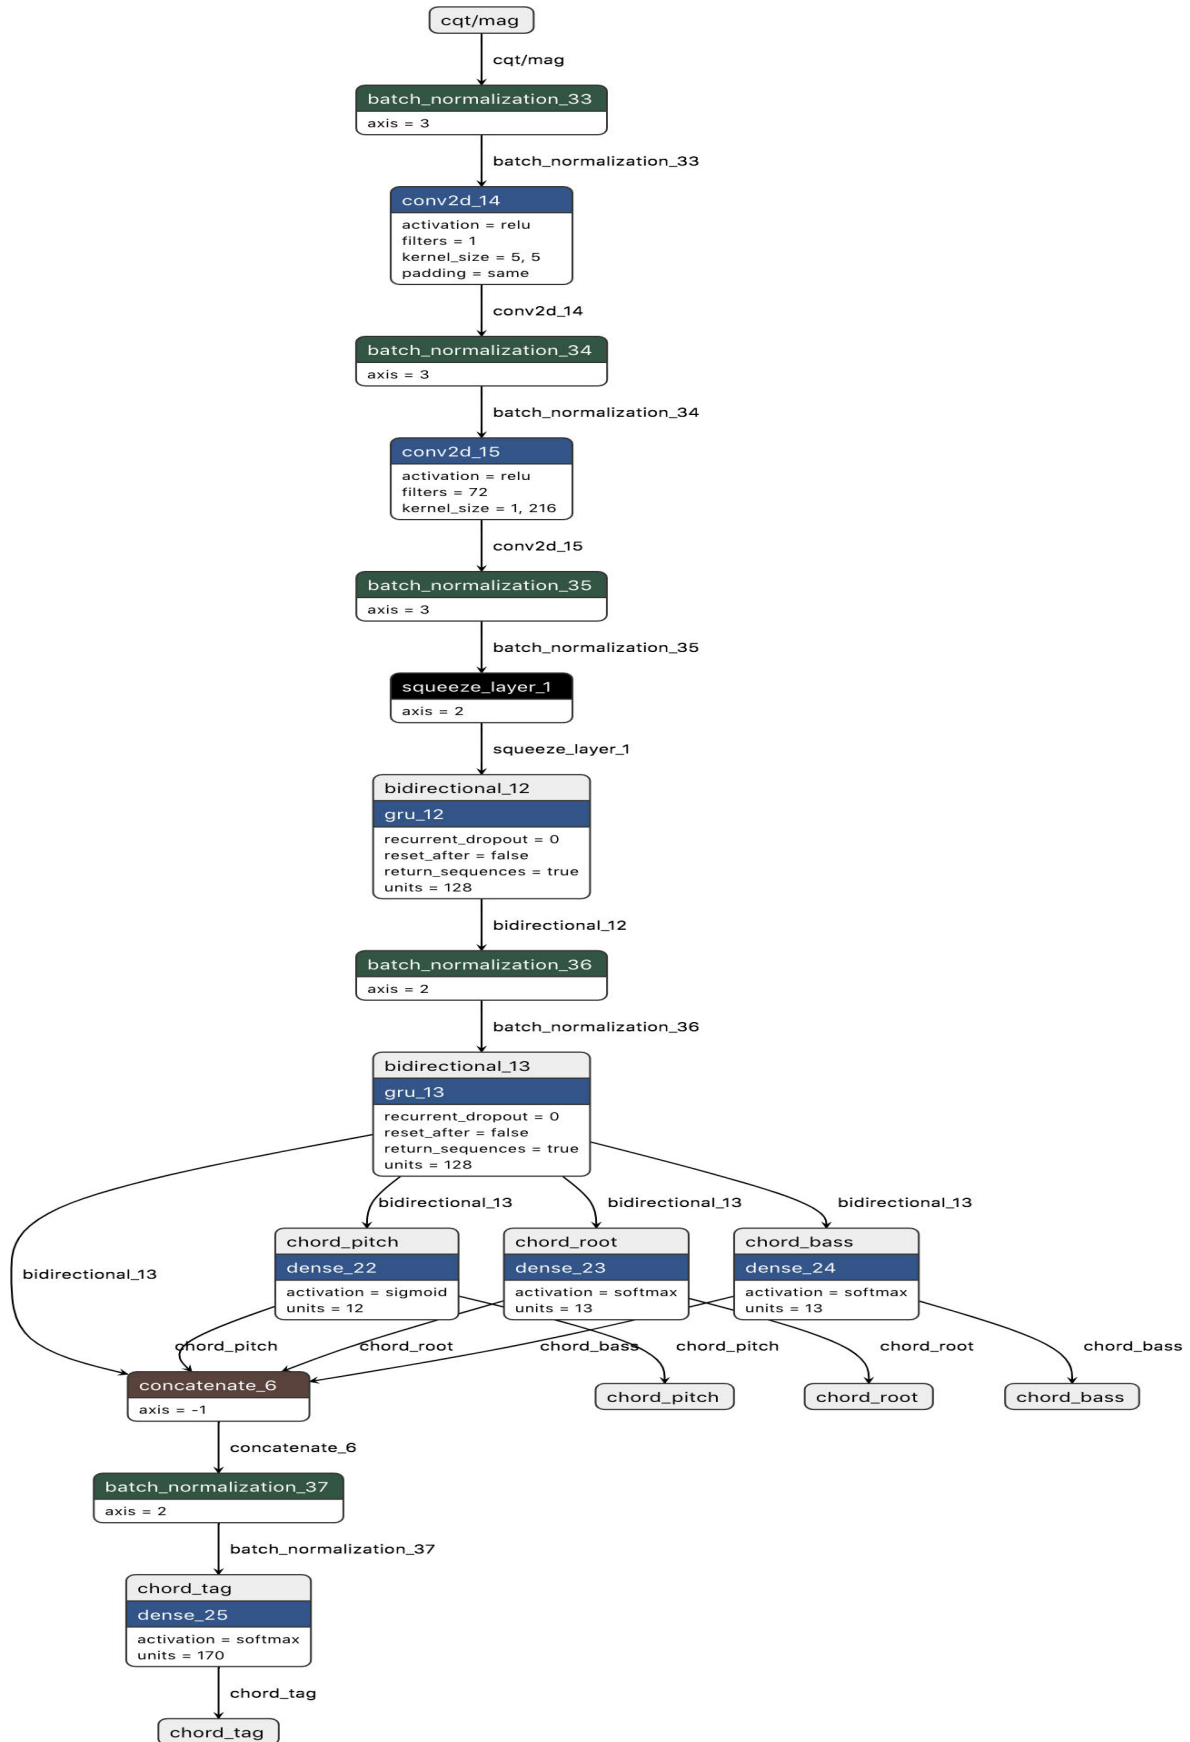 cqt/mag
cqt/mag
batch_normalization_33
axis = 3
batch_normalization_33
conv2d_14
activation = relu
filters = 1
kernel_size = 5, 5
padding = same
conv2d_14
batch_normalization_34
axis = 3
batch_normalization_34
conv2d_15
activation = relu
filters = 72
kernel_size = 1, 216
conv2d_15
batch_normalization_35
axis = 3
batch_normalization_35
squeeze_layer_1
axis = 2
squeeze_layer_1
bidirectional_12
gru_12
recurrent_dropout = 0
reset_after = false
return_sequences = true
units = 128
bidirectional_12
batch_normalization_36
axis = 2
batch_normalization_36
bidirectional_13
gru_13
recurrent_dropout = 0
reset_after = false
return_sequences = true
units = 128
bidirectional_13
bidirectional_13
bidirectional_13
bidirectional_13
chord_pitch
dense_22
activation = sigmoid
units = 12
chord_root
dense_23
activation = softmax
units = 13
chord_bass
dense_24
activation = softmax
units = 13
chord_pitch
chord_root
chord_bass
chord_pitch
chord_root
chord_bass
concatenate_6
axis = -1
chord_pitch
chord_root
chord_bass
concatenate_6
batch_normalization_37
axis = 2
batch_normalization_37
chord_tag
dense_25
activation = softmax
units = 170
chord_tag
chord_tag